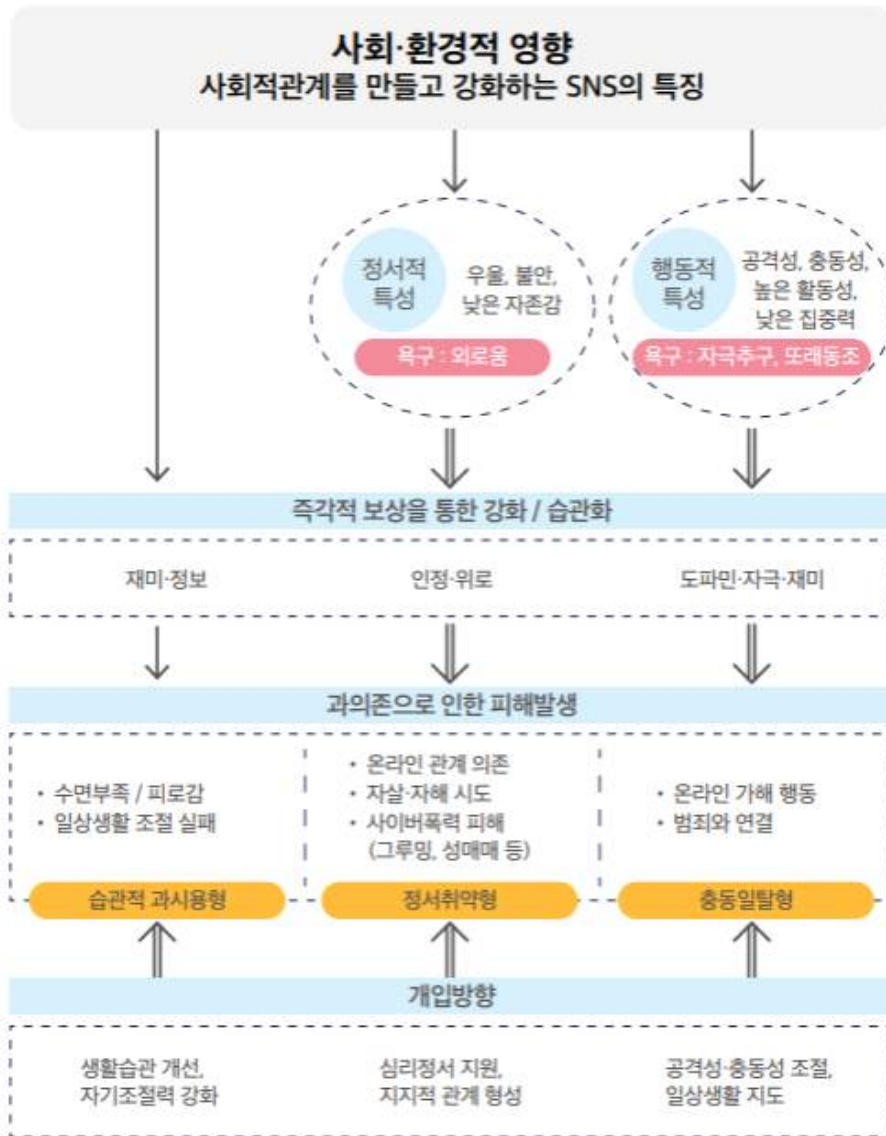 사회·환경적 영향
사회적관계를 만들고 강화하는 SNS의 특징
정서적
특성
우울, 불안,
낮은 자존감
욕구 : 외로움
행동적
특성
공격성, 충동성,
높은 활동성,
낮은 집중력
욕구 : 자극추구, 또래동조
즉각적 보상을 통한 강화 / 습관화
재미·정보
인정·위로
도파민·자극·재미
과의존으로 인한 피해발생
• 수면부족 / 피로감
• 일상생활 조절 실패
습관적 과시용형
• 온라인 관계 의존
• 자살·자해 시도
• 사이버폭력 피해
(그루밍, 성매매 등)
정서취약형
• 온라인 가해 행동
• 범죄와 연결
충동일탈형
개입방향
생활습관 개선,
자기조절력 강화
심리정서 지원,
지지적 관계 형성
공격성·충동성 조절,
일상생활 지도